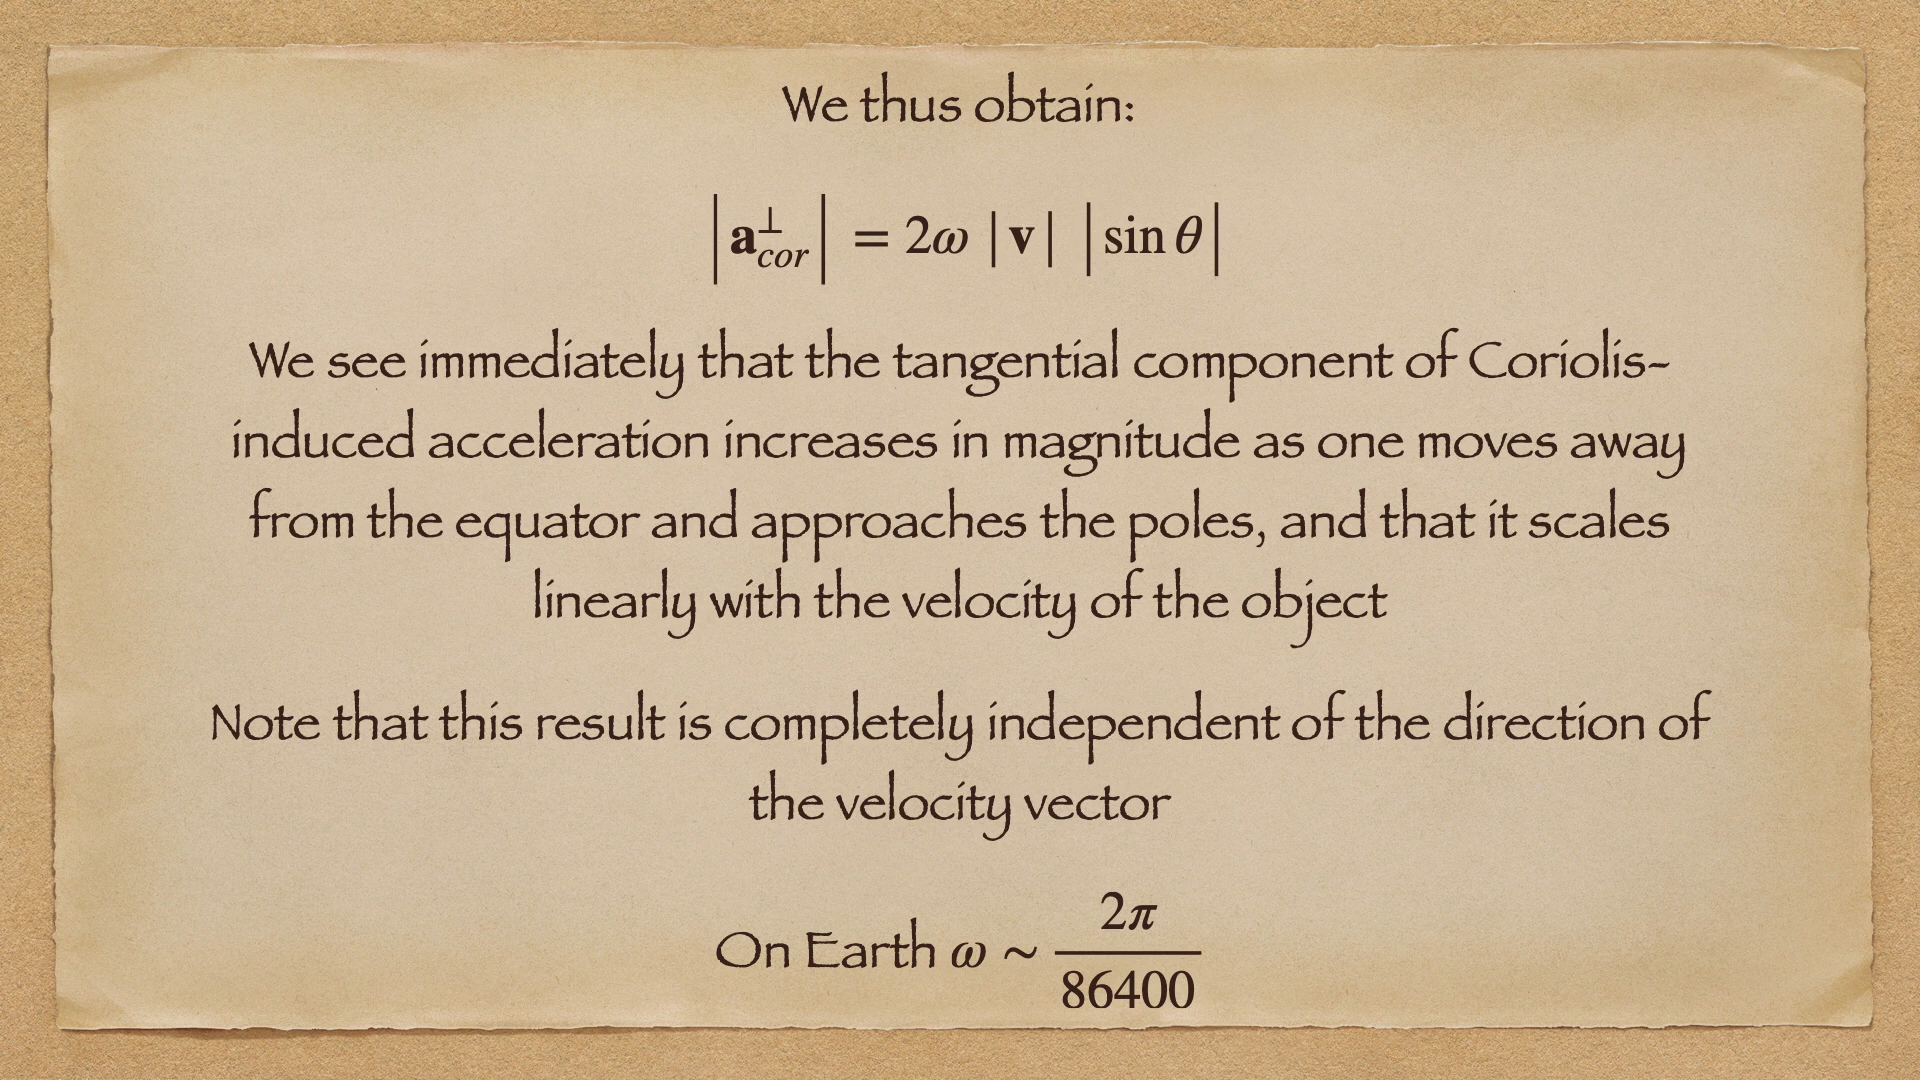 We thus obtain:
|𝐚⊥cor| = 2ω |𝐯| |sin θ|
We see immediately that the tangential component of Coriolis-
induced acceleration increases in magnitude as one moves away
from the equator and approaches the poles, and that it scales
linearly with the velocity of the object
Note that this result is completely independent of the direction of
the velocity vector
On Earth ω ~ 2π/86400